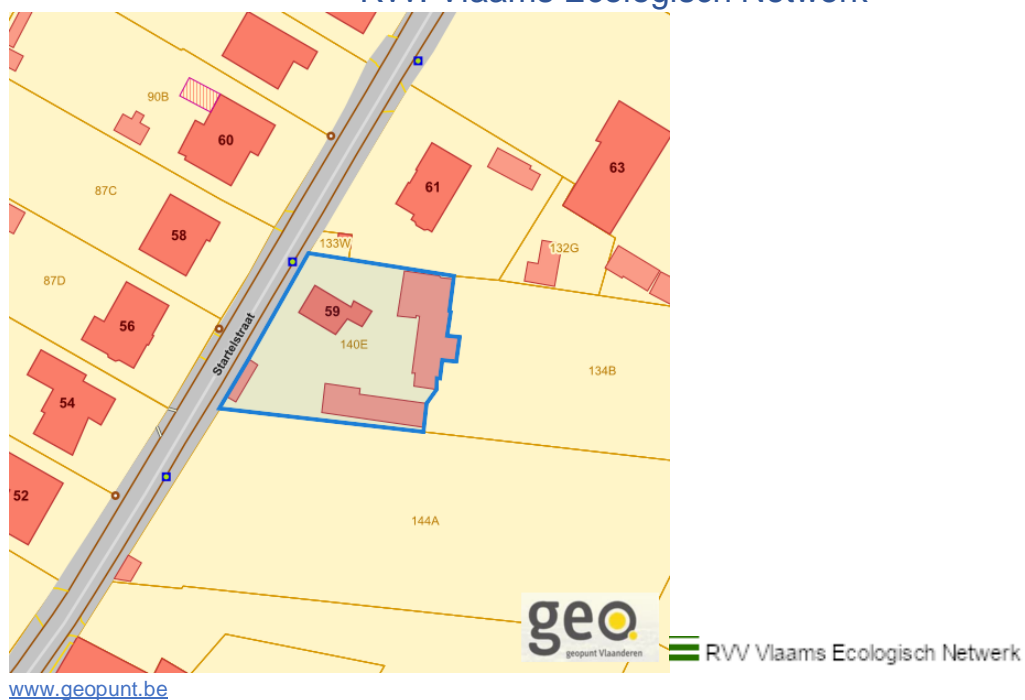 RVV Vlaams Ecologisch Netwerk
90B
60
61
63
87C
58
133W
132G
87D
59
56
Startelstraat
140E
134B
54
52
144A
geo
geopunt Vlaanderen
RVV Vlaams Ecologisch Netwerk
www.geopunt.be